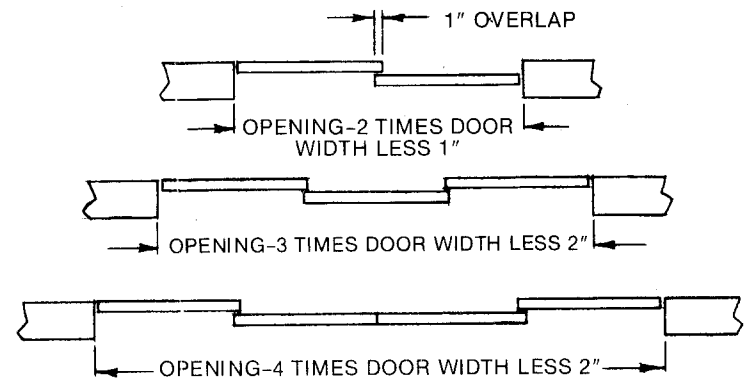 1" OVERLAP
OPENING-2 TIMES DOOR
WIDTH LESS 1"
OPENING-3 TIMES DOOR WIDTH LESS 2"
OPENING-4 TIMES DOOR WIDTH LESS 2"